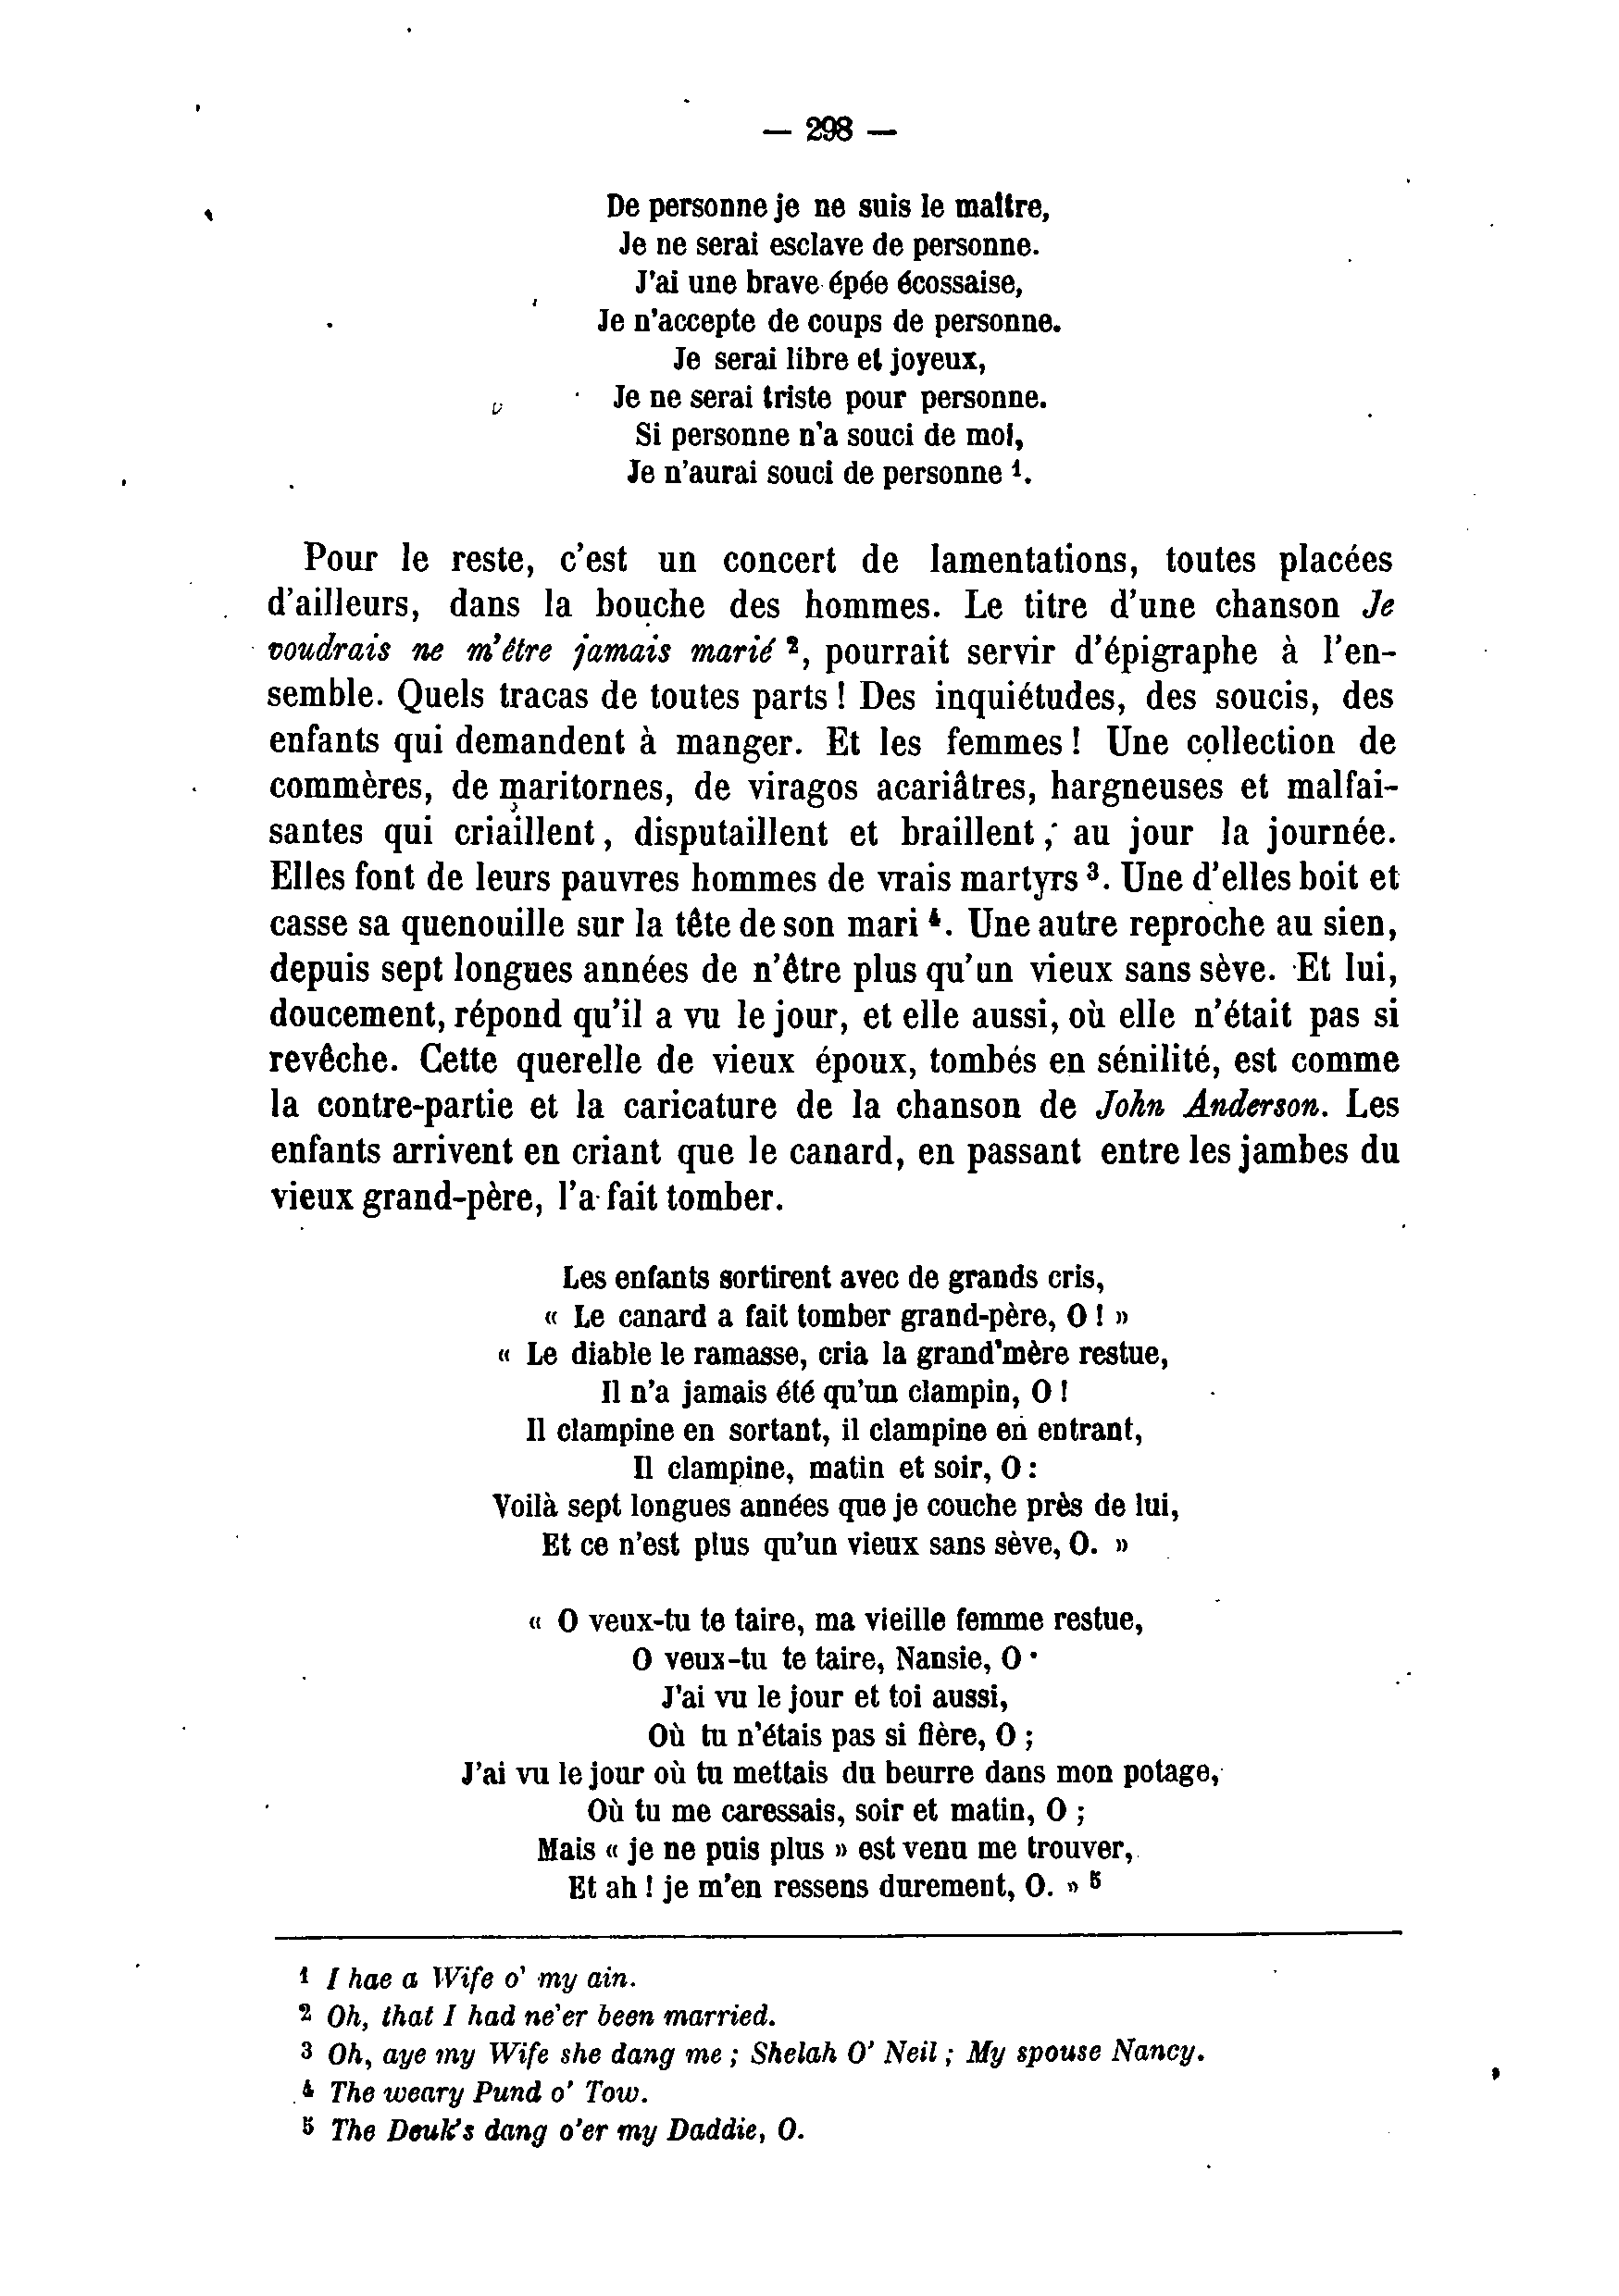 — 298 —
De personne je ne suis le maître,
Je ne serai esclave de personne.
J'ai une brave épée écossaise,
Je n'accepte de coups de personne.
Je serai libre et joyeux,
Je ne serai triste pour personne.
Si personne n'a souci de moi,
Je n'aurai souci de personne ¹.
Pour le reste, c'est un concert de lamentations, toutes placées
d'ailleurs, dans la bouche des hommes. Le titre d'une chanson Je
voudrais ne m'être jamais marié ², pourrait servir d'épigraphe à l'en-
semble. Quels tracas de toutes parts ! Des inquiétudes, des soucis, des
enfants qui demandent à manger. Et les femmes ! Une collection de
commères, de maritornes, de viragos acariâtres, hargneuses et malfai-
santes qui criaillent, disputaillent et braillent, au jour la journée.
Elles font de leurs pauvres hommes de vrais martyrs ³. Une d'elles boit et
casse sa quenouille sur la tête de son mari ⁴. Une autre reproche au sien,
depuis sept longues années de n'être plus qu'un vieux sans sève. Et lui,
doucement, répond qu'il a vu le jour, et elle aussi, où elle n'était pas si
revêche. Cette querelle de vieux époux, tombés en sénilité, est comme
la contre-partie et la caricature de la chanson de John Anderson. Les
enfants arrivent en criant que le canard, en passant entre les jambes du
vieux grand-père, l'a fait tomber.
Les enfants sortirent avec de grands cris,
« Le canard a fait tomber grand-père, O ! »
« Le diable le ramasse, cria la grand'mère restue,
Il n'a jamais été qu'un clampin, O !
Il clampine en sortant, il clampine en entrant,
Il clampine, matin et soir, O :
Voilà sept longues années que je couche près de lui,
Et ce n'est plus qu'un vieux sans sève, O. »
« O veux-tu te taire, ma vieille femme restue,
O veux-tu te taire, Nansie, O ·
J'ai vu le jour et toi aussi,
Où tu n'étais pas si fière, O ;
J'ai vu le jour où tu mettais du beurre dans mon potage,
Où tu me caressais, soir et matin, O ;
Mais « je ne puis plus » est venu me trouver,
Et ah ! je m'en ressens durement, O. » ⁵
¹ I hae a Wife o' my ain.
² Oh, that I had ne'er been married.
³ Oh, aye my Wife she dang me ; Shelah O' Neil ; My spouse Nancy.
⁴ The weary Pund o' Tow.
⁵ The Deuk's dang o'er my Daddie, O.